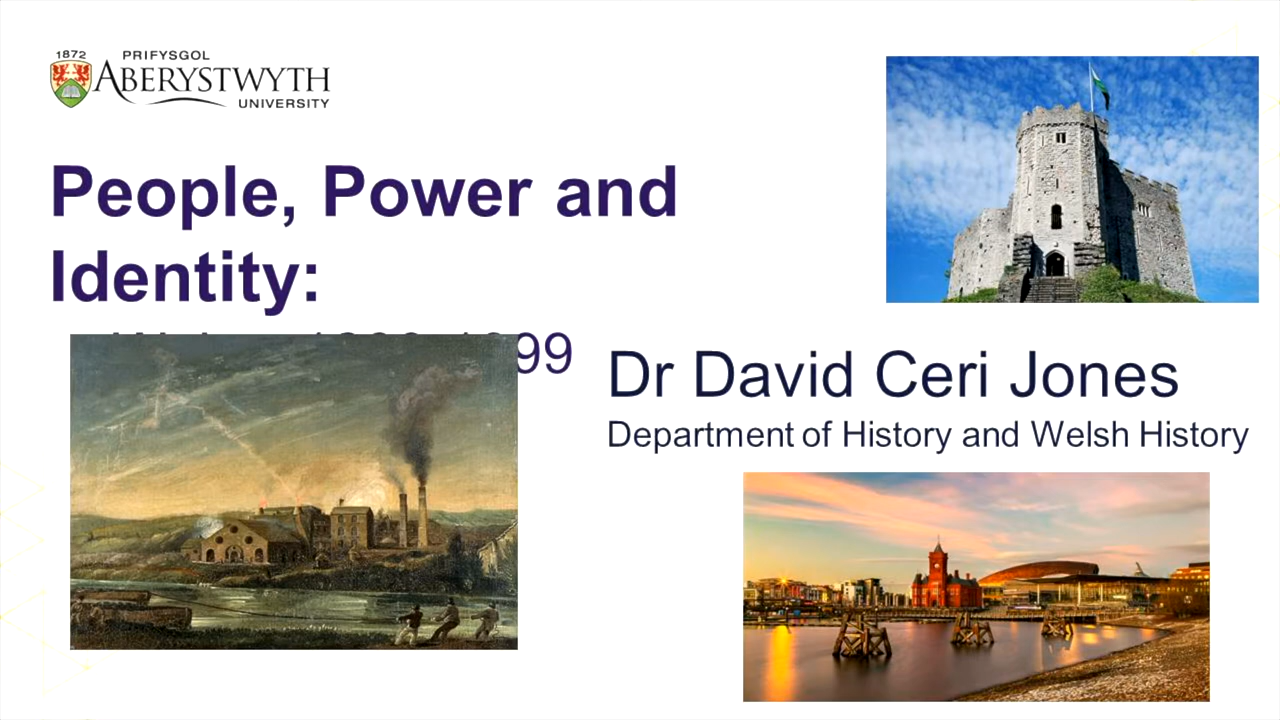 1872 PRIFYSGOL
ABERYSTWYTH
UNIVERSITY
People, Power and
Identity:
99
Dr David Ceri Jones
Department of History and Welsh History